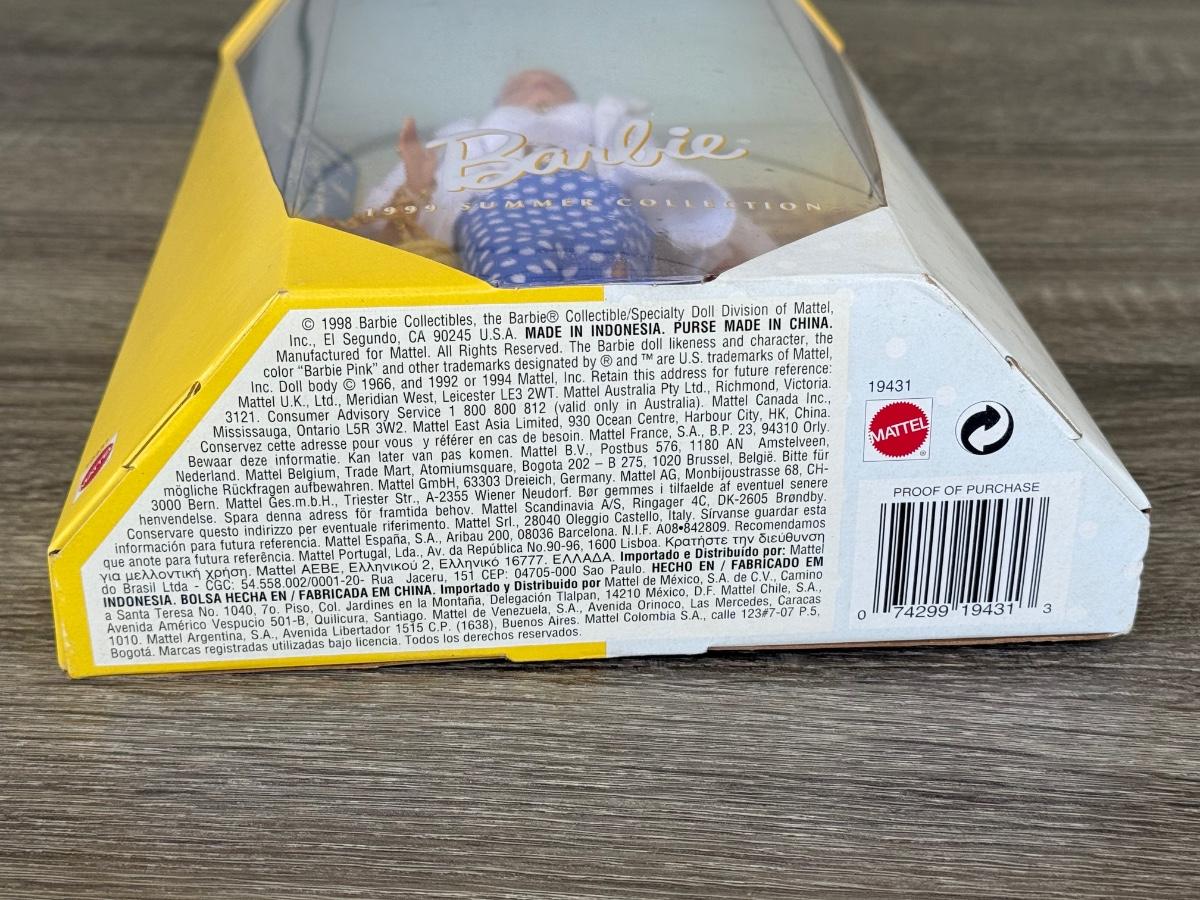 Barbie
1999 SUMMER COLLECTION
© 1998 Barbie Collectibles, the Barbie® Collectible/Specialty Doll Division of Mattel,
Inc., El Segundo, CA 90245 U.S.A. MADE IN INDONESIA. PURSE MADE IN CHINA.
Manufactured for Mattel. All Rights Reserved. The Barbie doll likeness and character, the
color "Barbie Pink" and other trademarks designated by ® and ™ are U.S. trademarks of Mattel,
Inc. Doll body © 1966, and 1992 or 1994 Mattel, Inc. Retain this address for future reference:
Mattel U.K., Ltd., Meridian West, Leicester LE3 2WT. Mattel Australia Pty Ltd., Richmond, Victoria.
3121. Consumer Advisory Service 1 800 800 812 (valid only in Australia). Mattel Canada Inc.,
Mississauga, Ontario L5R 3W2. Mattel East Asia Limited, 930 Ocean Centre, Harbour City, HK, China.
Conservez cette adresse pour vous y référer en cas de besoin. Mattel France, S.A., B.P. 23, 94310 Orly.
Bewaar deze informatie. Kan later van pas komen. Mattel B.V., Postbus 576, 1180 AN Amstelveen,
Nederland. Mattel Belgium, Trade Mart, Atomiumsquare, Bogota 202 – B 275, 1020 Brussel, België. Bitte für
mögliche Rückfragen aufbewahren. Mattel GmbH, 63303 Dreieich, Germany. Mattel AG, Monbijoustrasse 68, CH-
3000 Bern. Mattel Ges.m.b.H., Triester Str., A-2355 Wiener Neudorf. Bør gemmes i tilfaelde af eventuel senere
henvendelse. Spara denna adress för framtida behov. Mattel Scandinavia A/S, Ringager 4C, DK-2605 Brøndby.
Conservare questo indirizzo per eventuale riferimento. Mattel Srl., 28040 Oleggio Castello, Italy. Sírvanse guardar esta
información para futura referencia. Mattel España, S.A., Aribau 200, 08036 Barcelona. N.I.F. A08•842809. Recomendamos
que anote para futura referência. Mattel Portugal, Lda., Av. da República No.90-96, 1600 Lisboa. Κρατήστε την διεύθυνση
για μελλοντική χρήση. Mattel AEBE, Ελληνικού 2, Ελληνικό 16777. ΕΛΛΑΔΑ. Importado e Distribuído por: Mattel
do Brasil Ltda - CGC: 54.558.002/0001-20- Rua Jaceru, 151 CEP: 04705-000 Sao Paulo. HECHO EN / FABRICADO EM
INDONESIA. BOLSA HECHA EN / FABRICADA EM CHINA. Importado y Distribuido por Mattel de México, S.A. de C.V., Camino
a Santa Teresa No. 1040, 7o. Piso, Col. Jardines en la Montaña, Delegación Tlalpan, 14210 México, D.F. Mattel Chile, S.A.,
Avenida Américo Vespucio 501-B, Quilicura, Santiago. Mattel de Venezuela, S.A., Avenida Orinoco, Las Mercedes, Caracas
1010. Mattel Argentina, S.A., Avenida Libertador 1515 C.P. (1638), Buenos Aires. Mattel Colombia S.A., calle 123#7-07 P.5,
Bogotá. Marcas registradas utilizadas bajo licencia. Todos los derechos reservados.
19431
MATTEL®
PROOF OF PURCHASE
0 74299 19431 3